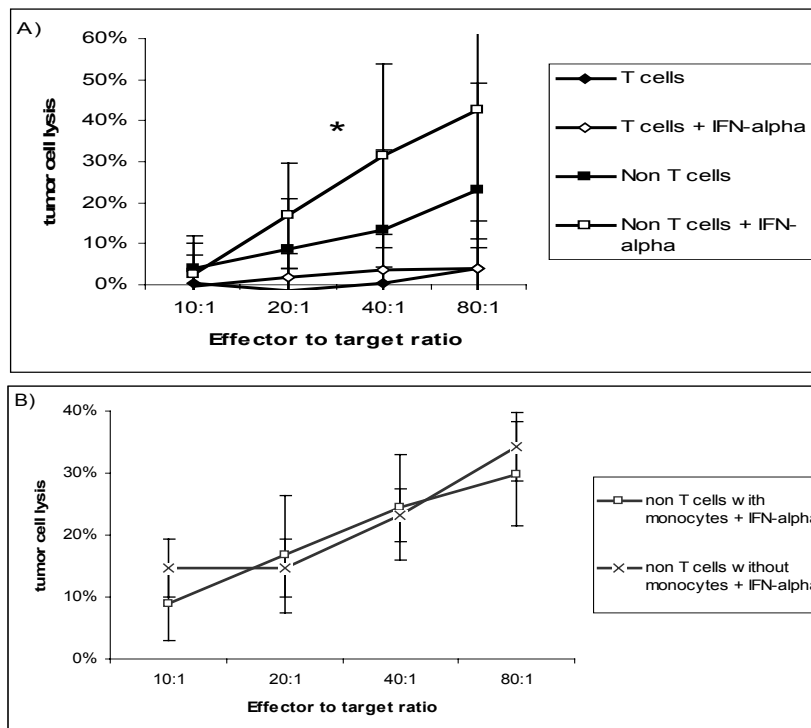 A)
60%
50%
40%
30%
20%
10%
0%
tumor cell lysis
*
10:1 20:1 40:1 80:1
Effector to target ratio
T cells
T cells + IFN-alpha
Non T cells
Non T cells + IFN-
alpha
B)
40%
30%
20%
10%
0%
tumor cell lysis
10:1 20:1 40:1 80:1
Effector to target ratio
non T cells with
monocytes + IFN-alpha
non T cells without
monocytes + IFN-alpha